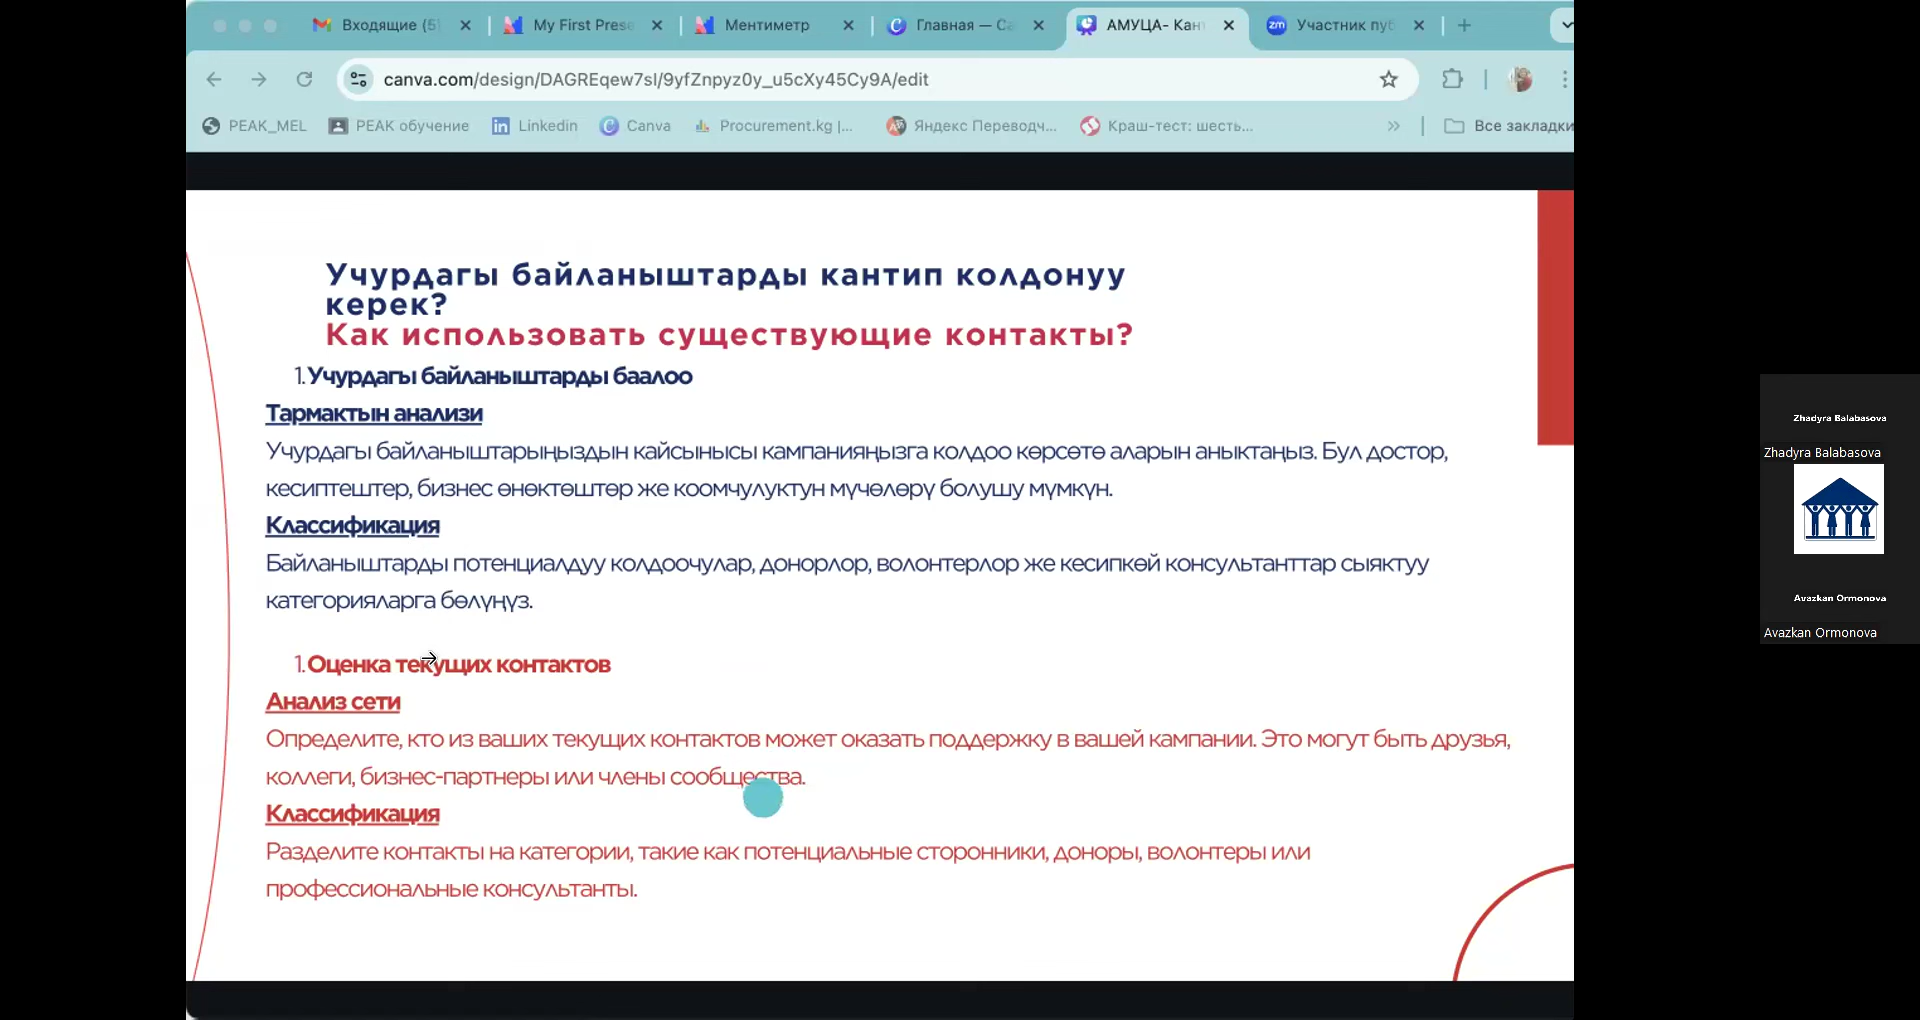 Входящие (5
My First Prese
Ментиметр
Главная — Ca
АМУЦА- Кан
Участник пуб
canva.com/design/DAGREqew7sI/9yfZnpyz0y_u5cXy45Cy9A/edit
PEAK_MEL
PEAK обучение
Linkedin
Canva
Procurement.kg |...
Яндекс Переводч...
Краш-тест: шесть...
Все закладки
Учурдагы байланыштарды кантип колдонуу
керек?
Как использовать существующие контакты?
1. Учурдагы байланыштарды баалоо
Тармактын анализи
Учурдагы байланыштарыңыздын кайсынысы кампанияңызга колдоо көрсөтө аларын аныктаңыз. Бул достор,
кесиптештер, бизнес өнөктөштөр же коомчулуктун мүчөлөрү болушу мүмкүн.
Классификация
Байланыштарды потенциалдуу колдоочулар, донорлор, волонтерлор же кесипкөй консультанттар сыяктуу
категорияларга бөлүңүз.
1. Оценка текущих контактов
Анализ сети
Определите, кто из ваших текущих контактов может оказать поддержку в вашей кампании. Это могут быть друзья,
коллеги, бизнес-партнеры или члены сообщества.
Классификация
Разделите контакты на категории, такие как потенциальные сторонники, доноры, волонтеры или
профессиональные консультанты.
Zhadyra Balabasova
Zhadyra Balabasova
Avazkan Ormonova
Avazkan Ormonova